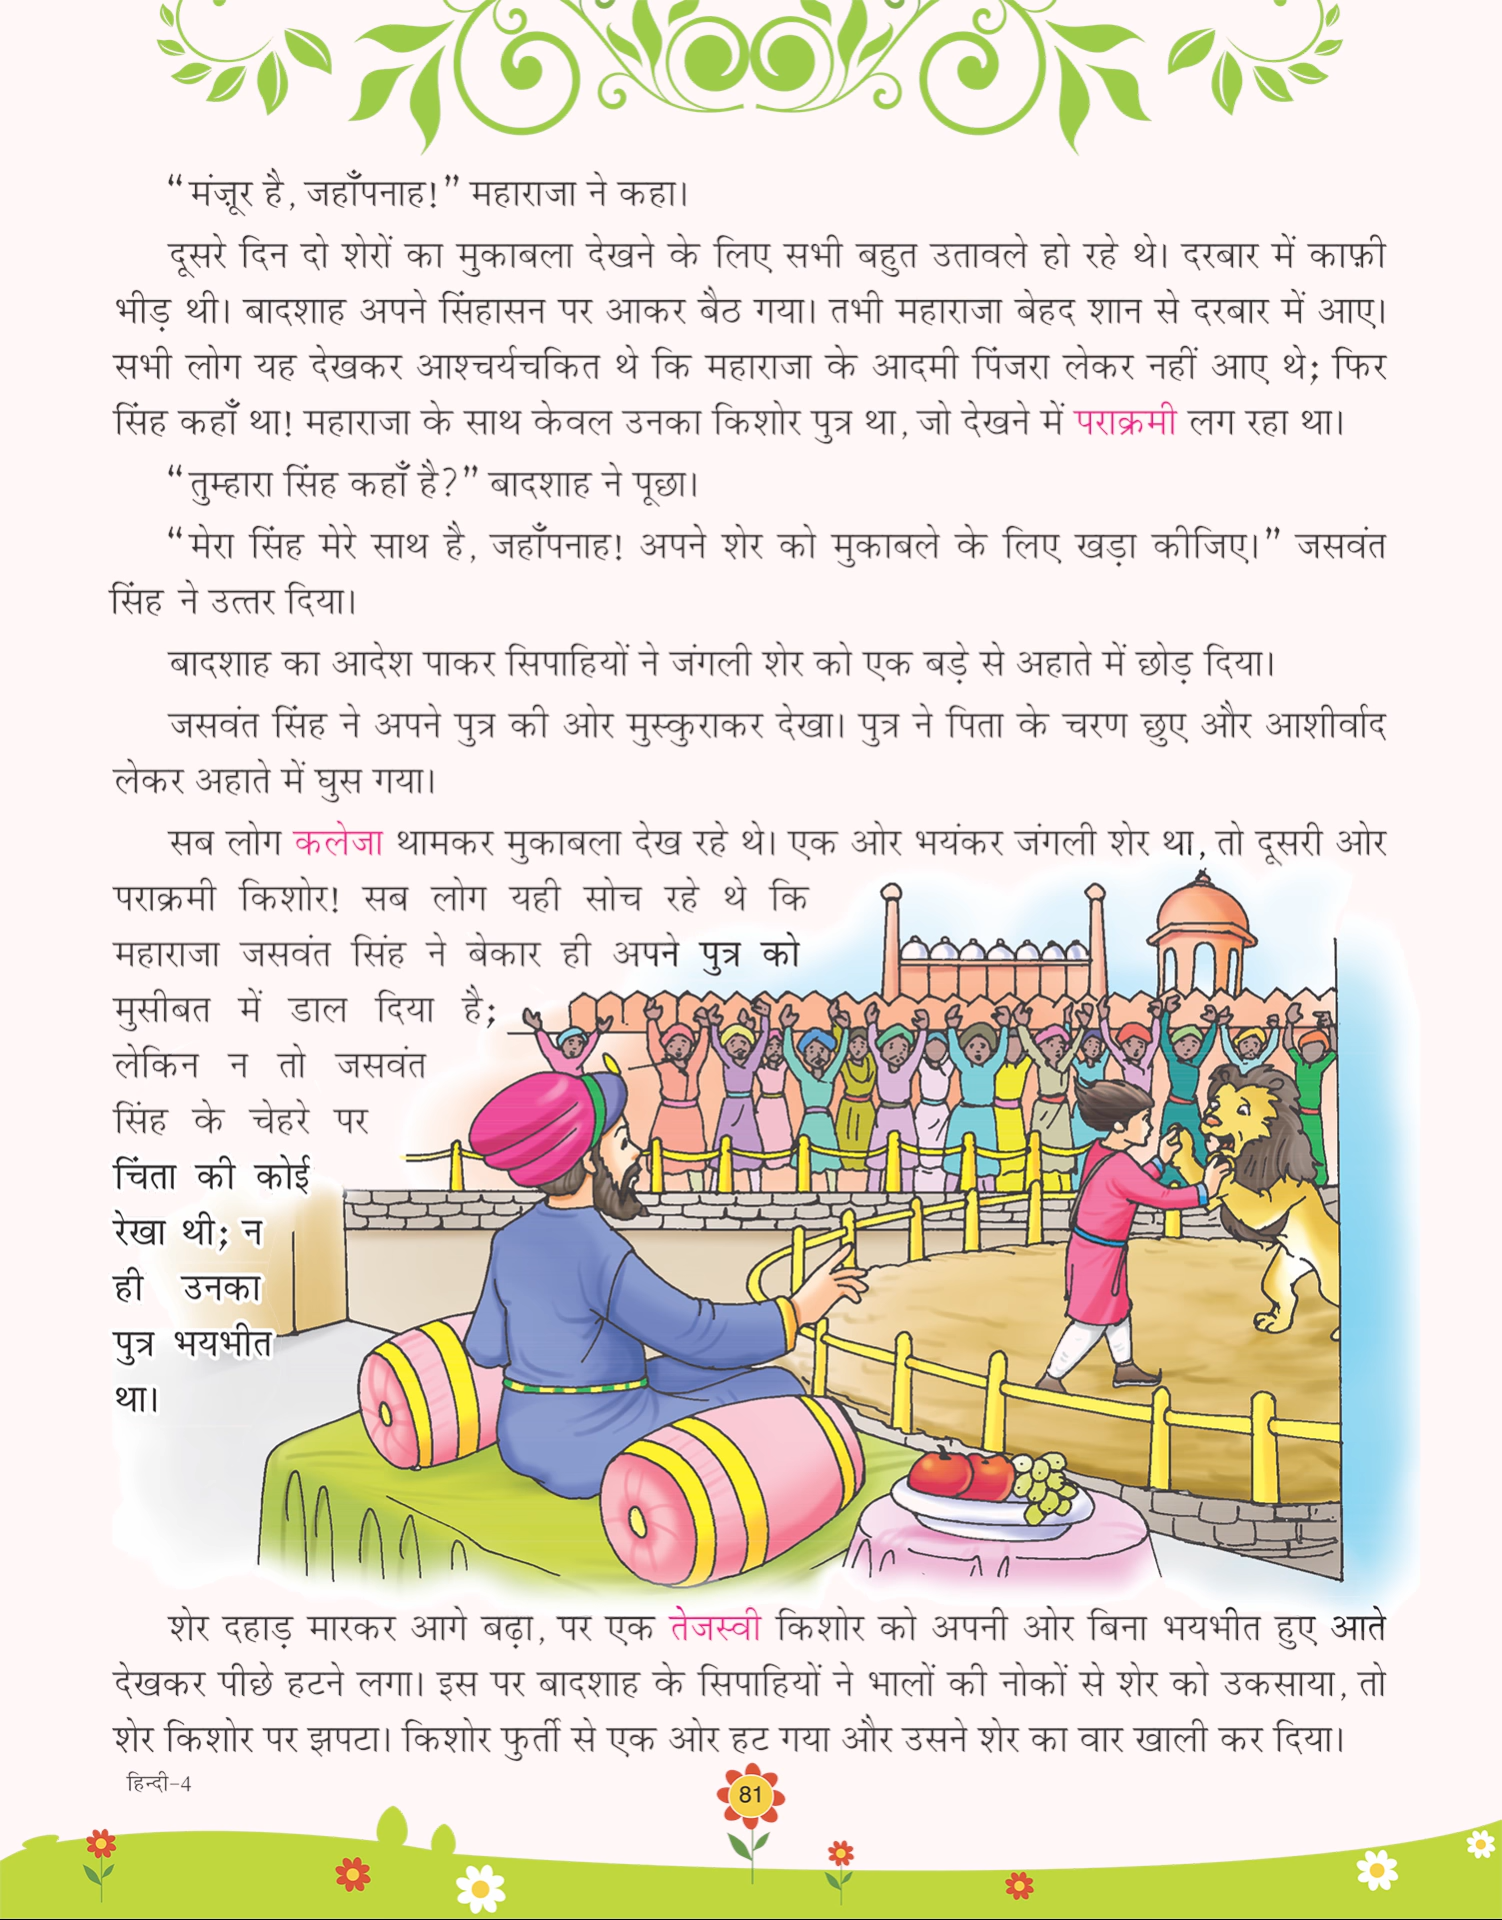 “मंज़ूर है, जहाँपनाह!” महाराजा ने कहा।
दूसरे दिन दो शेरों का मुकाबला देखने के लिए सभी बहुत उतावले हो रहे थे। दरबार में काफ़ी
भीड़ थी। बादशाह अपने सिंहासन पर आकर बैठ गया। तभी महाराजा बेहद शान से दरबार में आए।
सभी लोग यह देखकर आश्चर्यचकित थे कि महाराजा के आदमी पिंजरा लेकर नहीं आए थे; फिर
सिंह कहाँ था! महाराजा के साथ केवल उनका किशोर पुत्र था, जो देखने में पराक्रमी लग रहा था।
“तुम्हारा सिंह कहाँ है?” बादशाह ने पूछा।
“मेरा सिंह मेरे साथ है, जहाँपनाह! अपने शेर को मुकाबले के लिए खड़ा कीजिए।” जसवंत
सिंह ने उत्तर दिया।
बादशाह का आदेश पाकर सिपाहियों ने जंगली शेर को एक बड़े से अहाते में छोड़ दिया।
जसवंत सिंह ने अपने पुत्र की ओर मुस्कुराकर देखा। पुत्र ने पिता के चरण छुए और आशीर्वाद
लेकर अहाते में घुस गया।
सब लोग कलेजा थामकर मुकाबला देख रहे थे। एक ओर भयंकर जंगली शेर था, तो दूसरी ओर
पराक्रमी किशोर! सब लोग यही सोच रहे थे कि
महाराजा जसवंत सिंह ने बेकार ही अपने पुत्र को
मुसीबत में डाल दिया है;
लेकिन न तो जसवंत
सिंह के चेहरे पर
चिंता की कोई
रेखा थी; न
ही उनका
पुत्र भयभीत
था।
शेर दहाड़ मारकर आगे बढ़ा, पर एक तेजस्वी किशोर को अपनी ओर बिना भयभीत हुए आते
देखकर पीछे हटने लगा। इस पर बादशाह के सिपाहियों ने भालों की नोकों से शेर को उकसाया, तो
शेर किशोर पर झपटा। किशोर फुर्ती से एक ओर हट गया और उसने शेर का वार खाली कर दिया।
हिन्दी-4
81